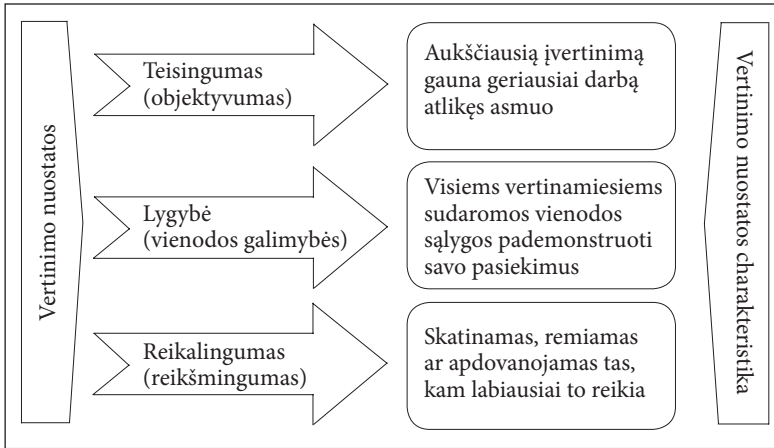 Vertinimo nuostatos
Teisingumas
(objektyvumas)
Aukščiausią įvertinimą
gauna geriausiai darbą
atlikęs asmuo
Lygybė
(vienodos galimybės)
Visiems vertinamiesiems
sudaromos vienodos
sąlygos pademonstruoti
savo pasiekimus
Reikalingumas
(reikšmingumas)
Skatinamas, remiamas
ar apdovanojamas tas,
kam labiausiai to reikia
Vertinimo nuostatos charakteristika